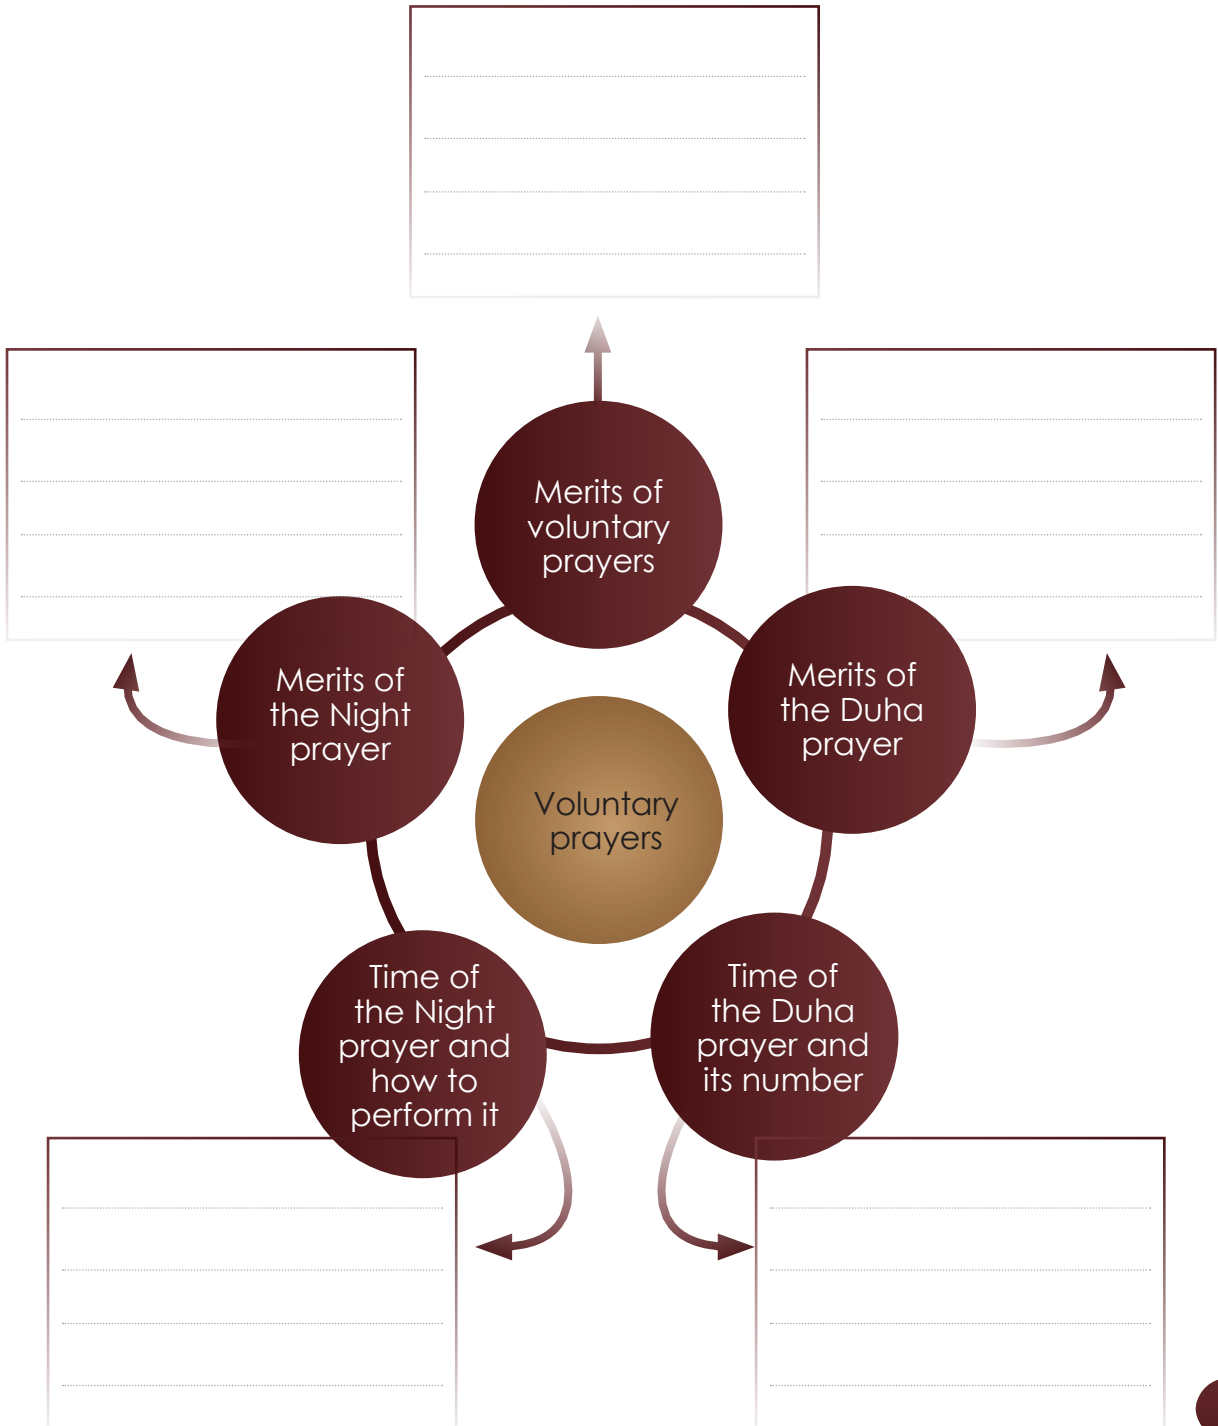 Merits of
voluntary
prayers
Merits of
the Night
prayer
Merits of
the Duha
prayer
Voluntary
prayers
Time of
the Night
prayer and
how to
perform it
Time of
the Duha
prayer and
its number